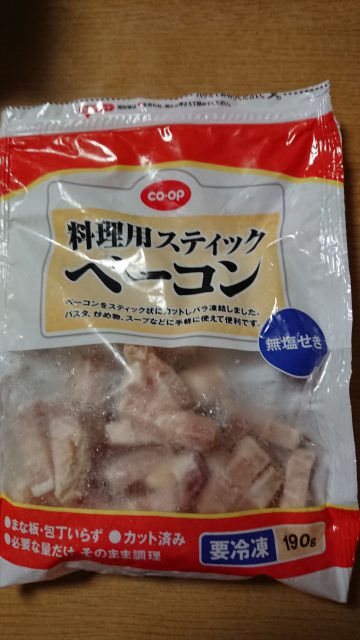 co·op
料理用スティック
ベーコン
ベーコンをスティック状にカットしバラ凍結しました。
パスタ、炒め物、スープなどに手軽に使えて便利です。
無塩せき
●まな板・包丁いらず ●カット済み
●必要な量だけ、そのまま調理
要冷凍 190g